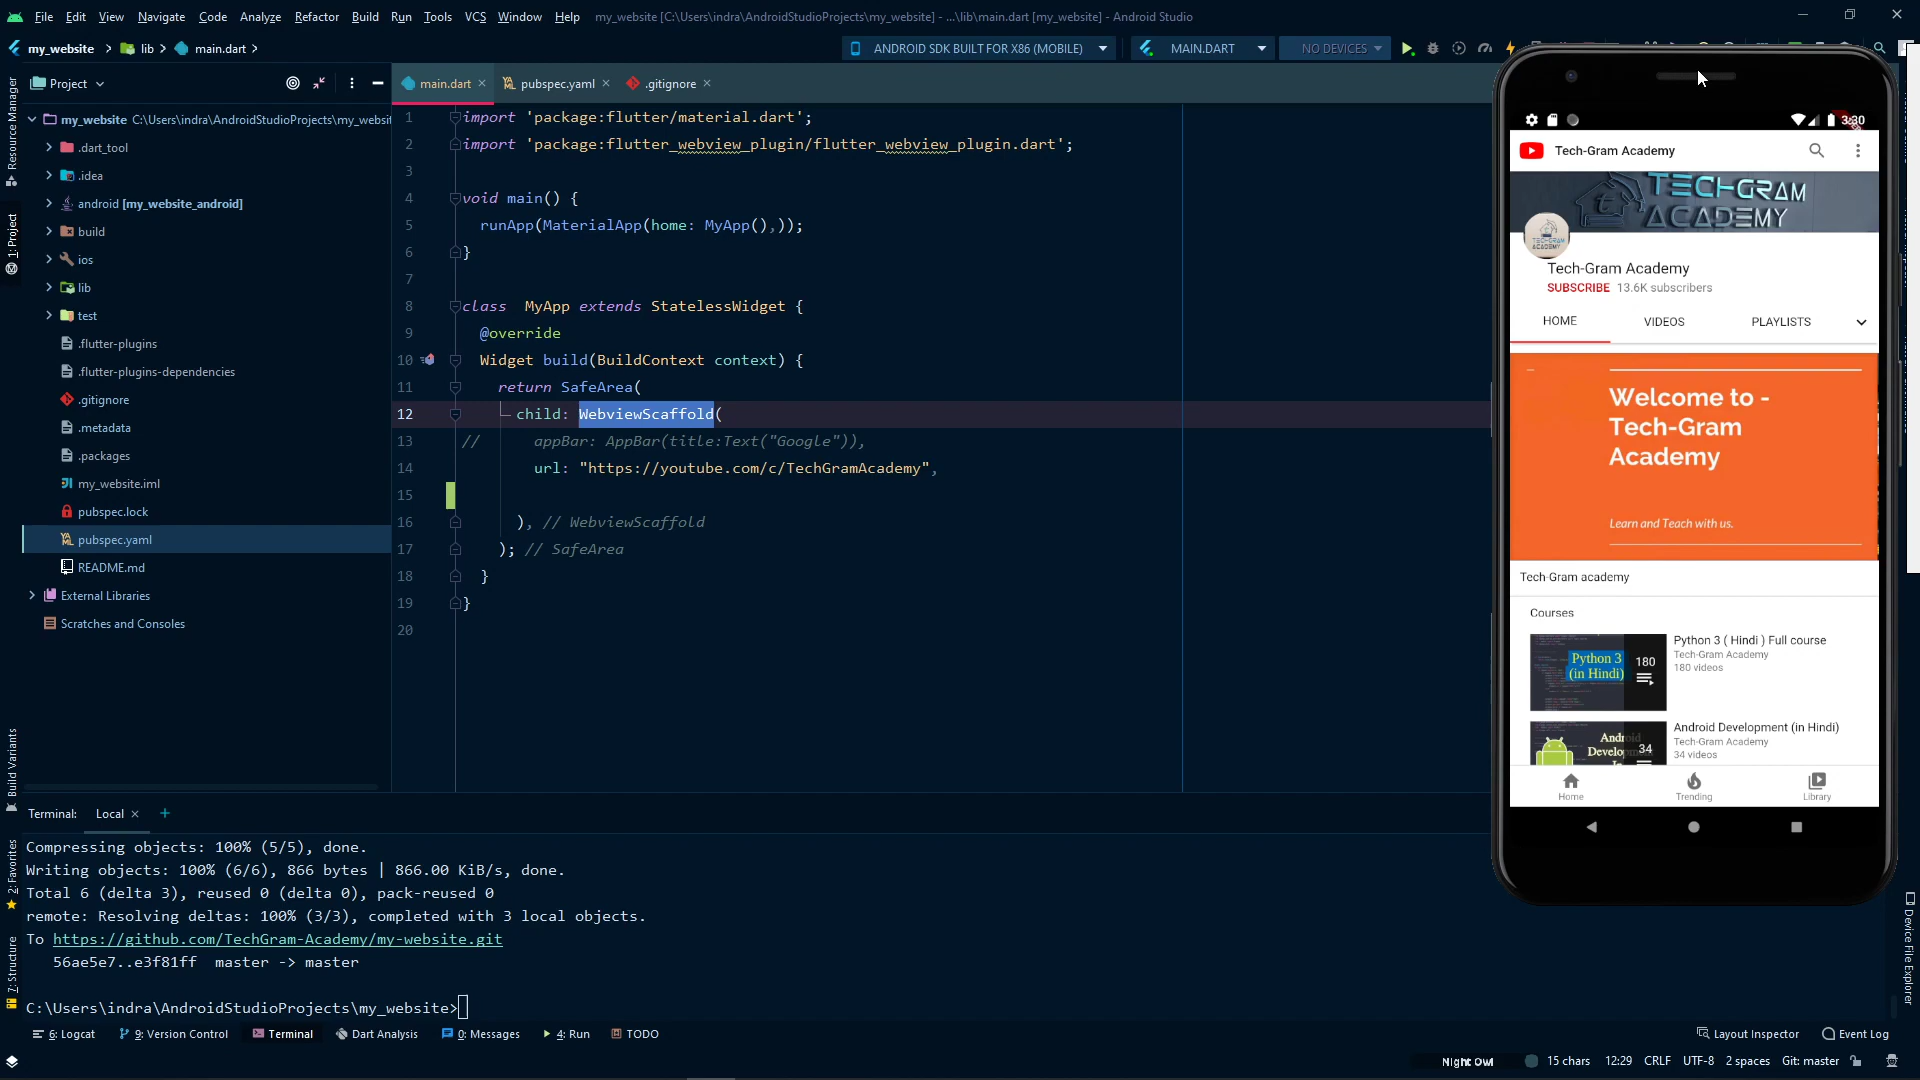 File Edit View Navigate Code Analyze Refactor Build Run Tools VCS Window Help my_website [C:\Users\indra\AndroidStudioProjects\my_website] - ...\lib\main.dart [my_website] - Android Studio
my_website lib main.dart
ANDROID SDK BUILT FOR X86 (MOBILE) MAIN.DART NO DEVICES
Project
main.dart pubspec.yaml .gitignore
my_website C:\Users\indra\AndroidStudioProjects\my_websit
.dart_tool
.idea
android [my_website_android]
build
ios
lib
test
.flutter-plugins
.flutter-plugins-dependencies
.gitignore
.metadata
.packages
my_website.iml
pubspec.lock
pubspec.yaml
README.md
External Libraries
Scratches and Consoles
Resource Manager
1: Project
Build Variants
2: Favorites
7: Structure
1 import 'package:flutter/material.dart';
2 import 'package:flutter_webview_plugin/flutter_webview_plugin.dart';
3
4 void main() {
5 runApp(MaterialApp(home: MyApp(),));
6 }
7
8 class MyApp extends StatelessWidget {
9 @override
10 Widget build(BuildContext context) {
11 return SafeArea(
12 child: WebviewScaffold(
13 // appBar: AppBar(title:Text("Google")),
14 url: "https://youtube.com/c/TechGramAcademy",
15
16 ), // WebviewScaffold
17 ); // SafeArea
18 }
19 }
20
3:30
Tech-Gram Academy
TECHGRAM
ACADEMY
Tech-Gram Academy
SUBSCRIBE 13.6K subscribers
HOME VIDEOS PLAYLISTS
Welcome to -
Tech-Gram
Academy
Learn and Teach with us.
Tech-Gram academy
Courses
Python 3
(in Hindi)
180
Python 3 ( Hindi ) Full course
Tech-Gram Academy
180 videos
34
Android Development (in Hindi)
Tech-Gram Academy
34 videos
Home Trending Library
Terminal: Local
Compressing objects: 100% (5/5), done.
Writing objects: 100% (6/6), 866 bytes | 866.00 KiB/s, done.
Total 6 (delta 3), reused 0 (delta 0), pack-reused 0
remote: Resolving deltas: 100% (3/3), completed with 3 local objects.
To https://github.com/TechGram-Academy/my-website.git
56ae5e7..e3f81ff master -> master
C:\Users\indra\AndroidStudioProjects\my_website>
6: Logcat 9: Version Control Terminal Dart Analysis 0: Messages 4: Run TODO
Layout Inspector Event Log
Device File Explorer
Night Owl 15 chars 12:29 CRLF UTF-8 2 spaces Git: master